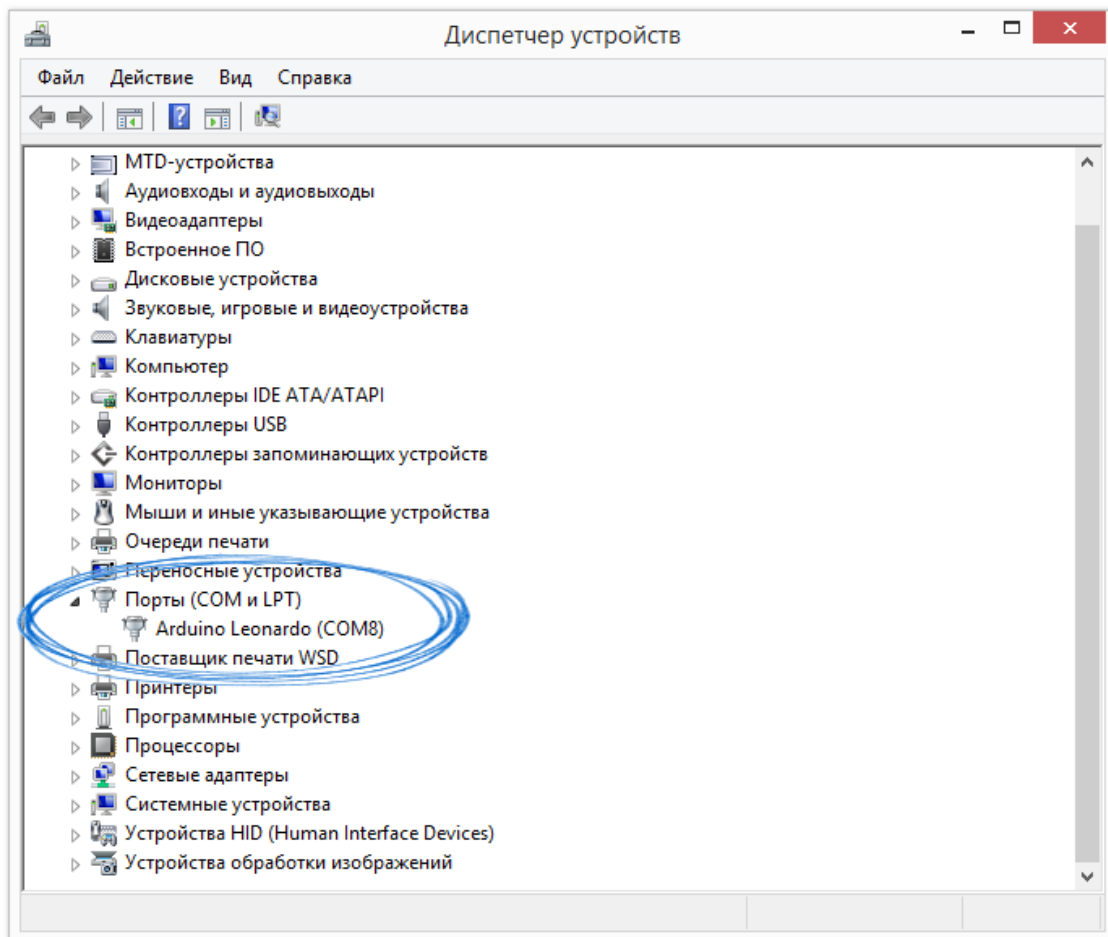 Диспетчер устройств
Файл Действие Вид Справка
MTD-устройства
Аудиовходы и аудиовыходы
Видеоадаптеры
Встроенное ПО
Дисковые устройства
Звуковые, игровые и видеоустройства
Клавиатуры
Компьютер
Контроллеры IDE ATA/ATAPI
Контроллеры USB
Контроллеры запоминающих устройств
Мониторы
Мыши и иные указывающие устройства
Очереди печати
Переносные устройства
Порты (COM и LPT)
Arduino Leonardo (COM8)
Поставщик печати WSD
Принтеры
Программные устройства
Процессоры
Сетевые адаптеры
Системные устройства
Устройства HID (Human Interface Devices)
Устройства обработки изображений